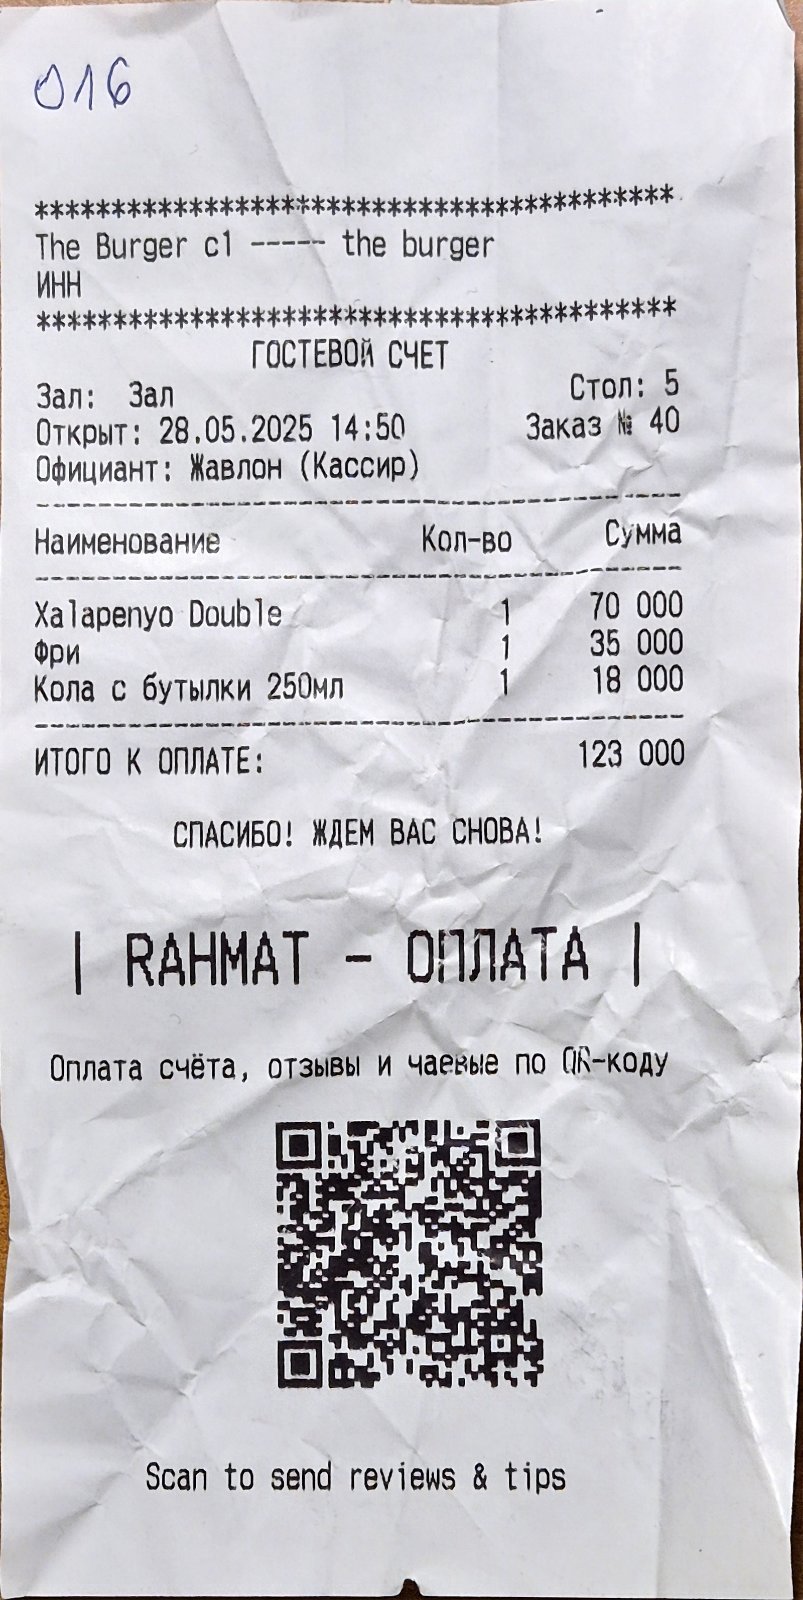 016
******************************************
The Burger c1 ----- the burger
ИНН
******************************************
ГОСТЕВОЙ СЧЕТ
Зал: Зал Стол: 5
Открыт: 28.05.2025 14:50 Заказ № 40
Официант: Жавлон (Кассир)
------------------------------------------
Наименование Кол-во Сумма
------------------------------------------
Xalapenyo Double 1 70 000
Фри 1 35 000
Кола с бутылки 250мл 1 18 000
------------------------------------------
ИТОГО К ОПЛАТЕ: 123 000
СПАСИБО! ЖДЕМ ВАС СНОВА!
| RAHMAT - ОПЛАТА |
Оплата счёта, отзывы и чаевые по QR-коду
Scan to send reviews & tips